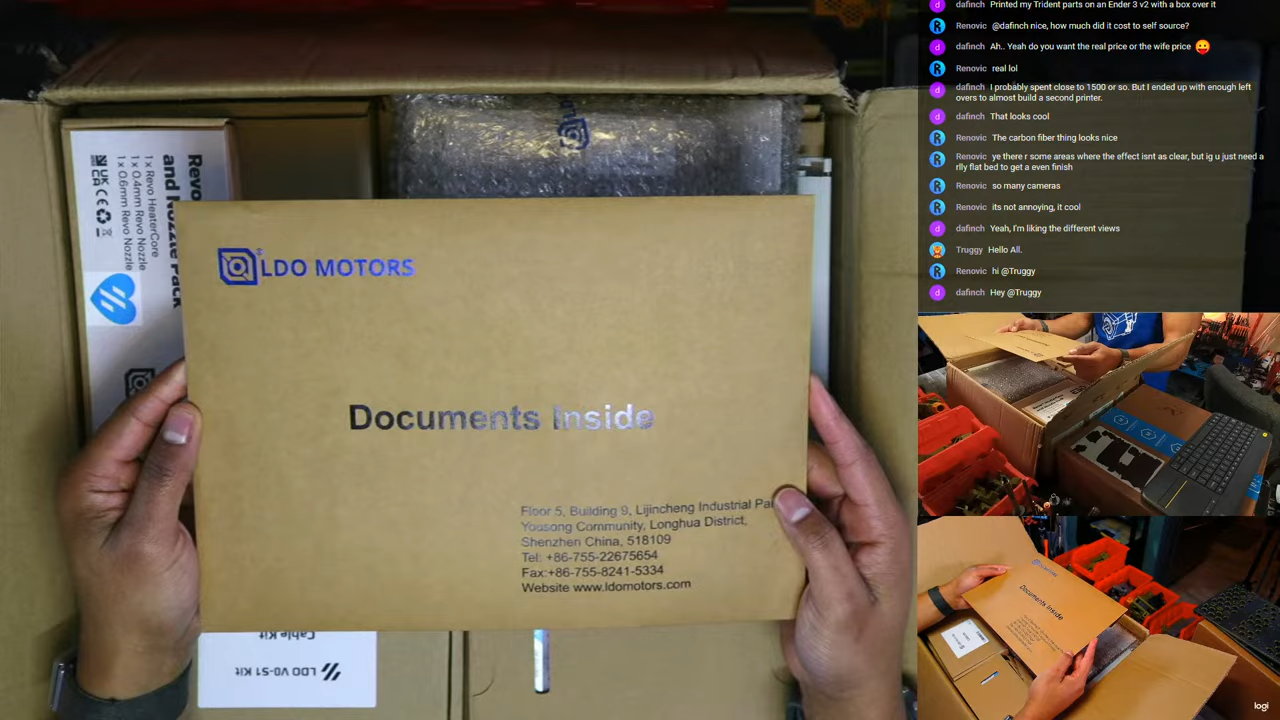 LDO MOTORS
Documents Inside
Floor 5, Building 9, Lijincheng Industrial Pa
Yousong Community, Longhua District,
Shenzhen China, 518109
Tel: +86-755-22675654
Fax:+86-755-8241-5334
Website www.ldomotors.com
Revo
and Nozzle Pack
1 x Revo HeaterCore
1 x 0.4mm Revo Nozzle
1 x 0.6mm Revo Nozzle
UK
CA
CE
Cable Kit
LDO V0-S1 Kit
dafinch Printed my Trident parts on an Ender 3 v2 with a box over it
Renovic @dafinch nice, how much did it cost to self source?
dafinch Ah.. Yeah do you want the real price or the wife price
Renovic real lol
dafinch I probably spent close to 1500 or so. But I ended up with enough left
overs to almost build a second printer.
dafinch That looks cool
Renovic The carbon fiber thing looks nice
Renovic ye there r some areas where the effect isnt as clear, but ig u just need a
rlly flat bed to get a even finish
Renovic so many cameras
Renovic its not annoying, it cool
dafinch Yeah, I'm liking the different views
Truggy Hello All.
Renovic hi @Truggy
dafinch Hey @Truggy
Documents Inside
logi